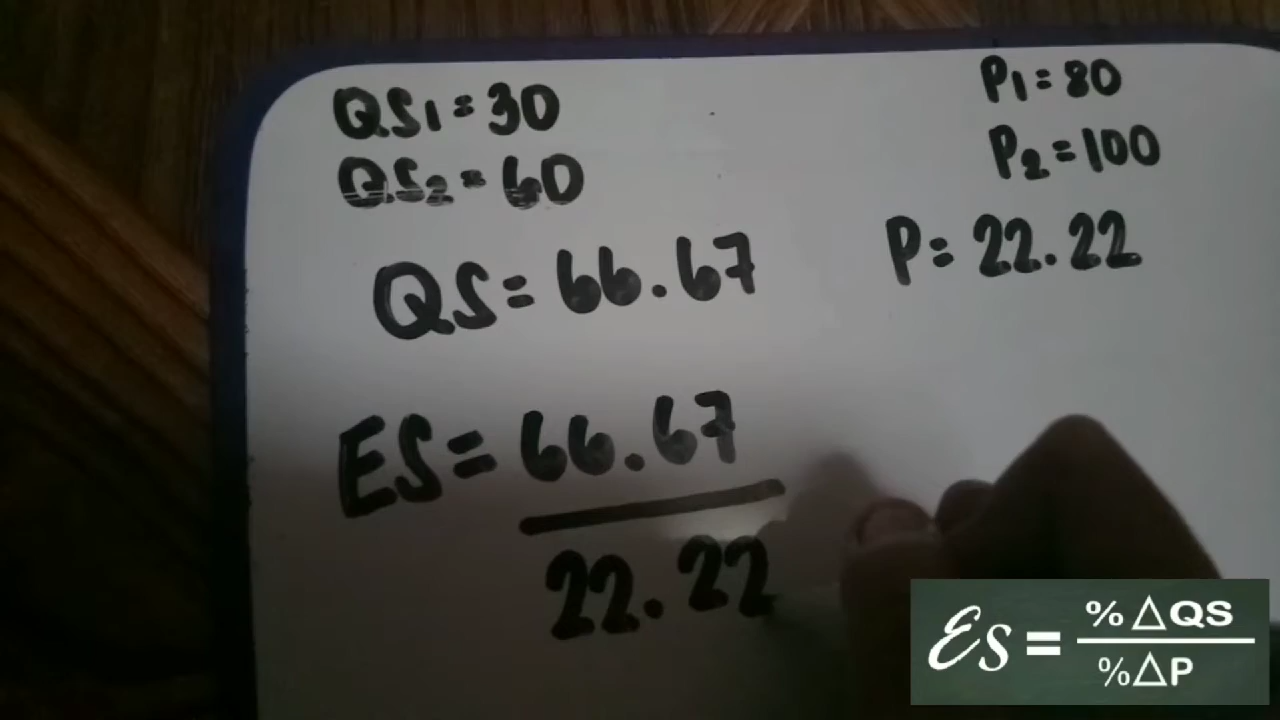 QS1 = 30
QS2 = 60
QS = 66.67
P1 = 80
P2 = 100
P = 22.22
ES = 66.67
22.22
Es = %△QS
%△P